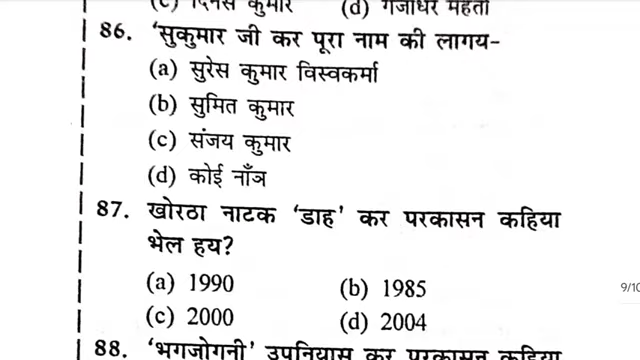 (c) दिनेस कुमार (d) गजाधर महतो
86. 'सुकुमार जी कर पूरा नाम की लागय-
(a) सुरेस कुमार विस्वकर्मा
(b) सुमित कुमार
(c) संजय कुमार
(d) कोई नाँञ
87. खोरठा नाटक 'डाह' कर परकासन कहिया
भेल हय?
(a) 1990 (b) 1985
(c) 2000 (d) 2004
88. 'भगजोगनी' उपनियास कर परकासन कहिया
9/10